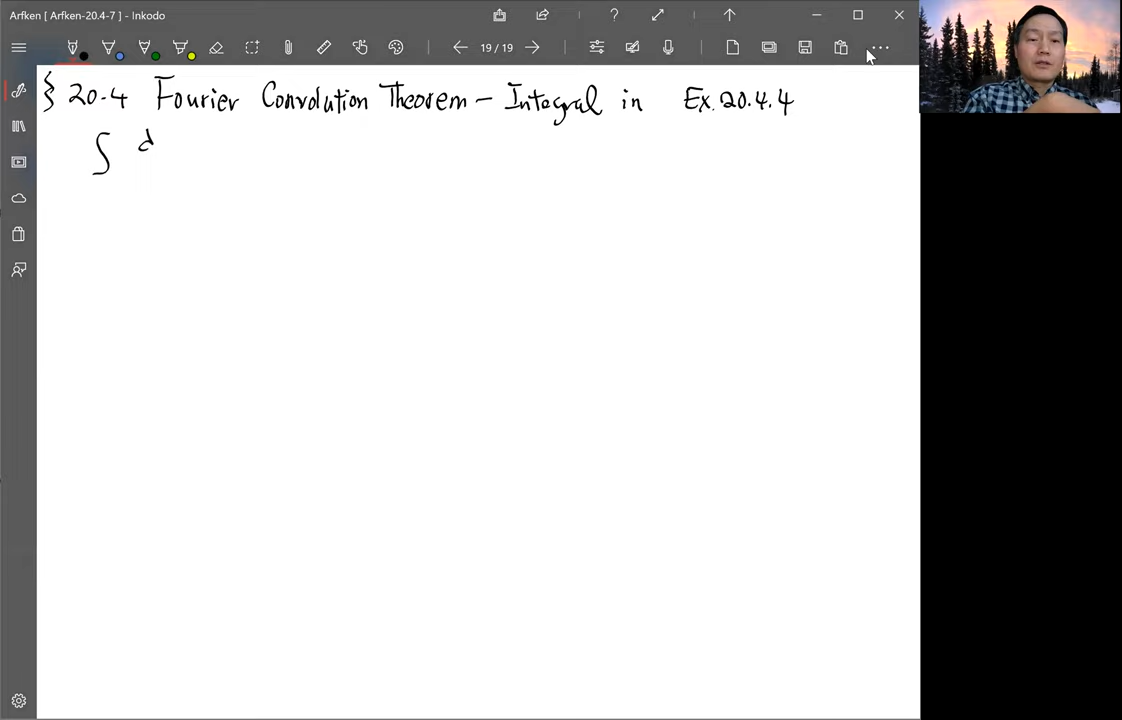 Arfken [ Arfken-20.4-7 ] - Inkodo
19 / 19
§ 20.4 Fourier Convolution Theorem – Integral in Ex. 20.4.4
∫ d